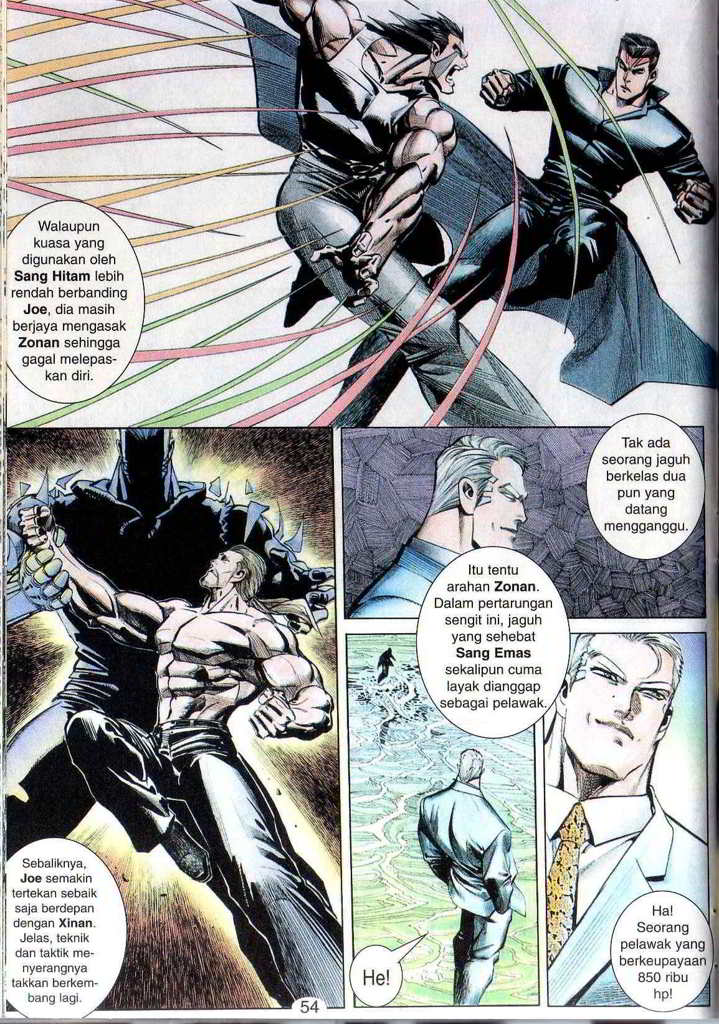 Walaupun
kuasa yang
digunakan oleh
Sang Hitam lebih
rendah berbanding
Joe, dia masih
berjaya mengasak
Zonan sehingga
gagal melepas-
kan diri.
Tak ada
seorang jaguh
berkelas dua
pun yang
datang
mengganggu.
Itu tentu
arahan Zonan.
Dalam pertarungan
sengit ini, jaguh
yang sehebat
Sang Emas
sekalipun cuma
layak dianggap
sebagai pelawak.
Sebaliknya,
Joe semakin
tertekan sebaik
saja berdepan
dengan Xinan.
Jelas, teknik
dan taktik me-
nyerangnya
takkan berkem-
bang lagi.
He!
Ha!
Seorang
pelawak yang
berkeupayaan
850 ribu
hp!
54